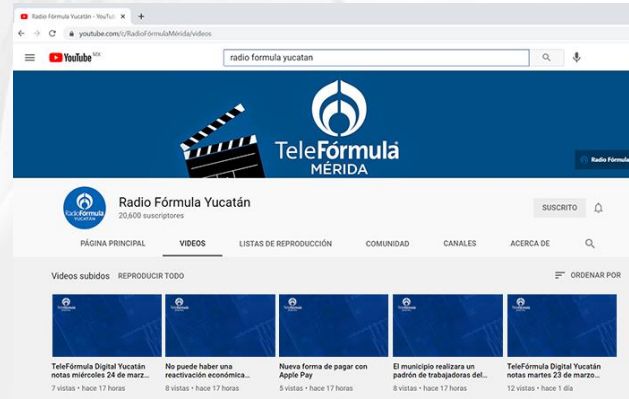 Radio Fórmula Yucatán - YouTub
youtube.com/c/RadioFórmulaMérida/videos
YouTube MX
radio formula yucatan
TeleFórmula
MÉRIDA
Radio Fórmula
RadioFórmula
YUCATÁN
Radio Fórmula Yucatán
20,600 suscriptores
SUSCRITO
PÁGINA PRINCIPAL VIDEOS LISTAS DE REPRODUCCIÓN COMUNIDAD CANALES ACERCA DE
Videos subidos REPRODUCIR TODO ORDENAR POR
TeleFórmula Digital Yucatán
notas miércoles 24 de marz...
7 vistas • hace 17 horas
No puede haber una
reactivación económica...
8 vistas • hace 17 horas
Nueva forma de pagar con
Apple Pay
5 vistas • hace 17 horas
El municipio realizara un
padrón de trabajadoras del...
8 vistas • hace 17 horas
TeleFórmula Digital Yucatán
notas martes 23 de marzo...
12 vistas • hace 1 día